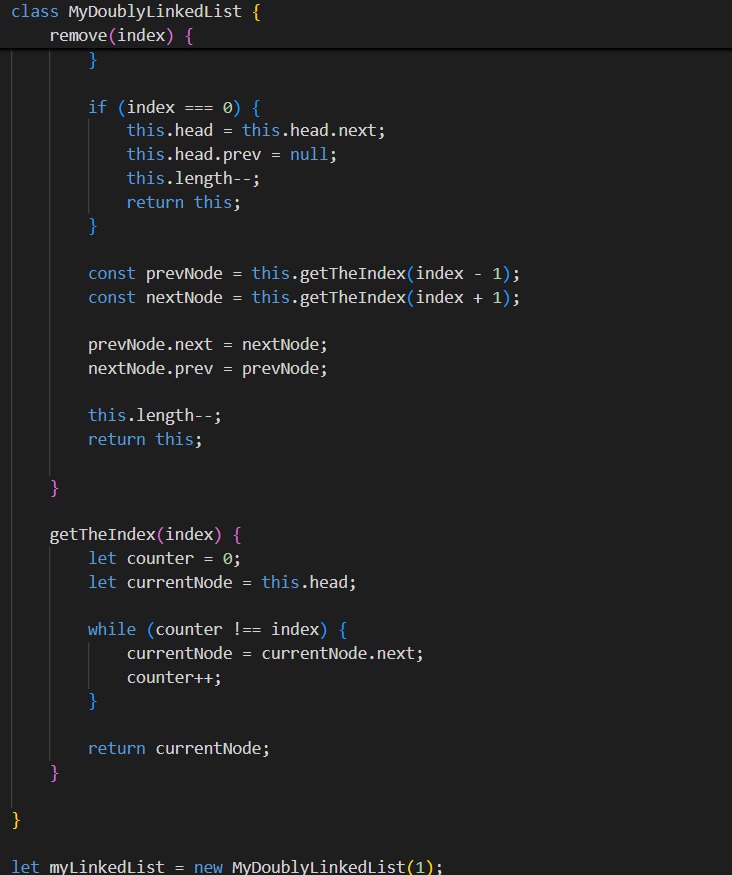 class MyDoublyLinkedList {
    remove(index) {
        }
        if (index === 0) {
            this.head = this.head.next;
            this.head.prev = null;
            this.length--;
            return this;
        }
        const prevNode = this.getTheIndex(index - 1);
        const nextNode = this.getTheIndex(index + 1);
        prevNode.next = nextNode;
        nextNode.prev = prevNode;
        this.length--;
        return this;
    }
    getTheIndex(index) {
        let counter = 0;
        let currentNode = this.head;
        while (counter !== index) {
            currentNode = currentNode.next;
            counter++;
        }
        return currentNode;
    }
}
let myLinkedList = new MyDoublyLinkedList(1);